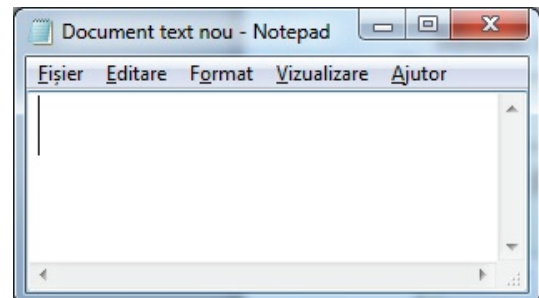 Document text nou - Notepad
Fișier Editare Format Vizualizare Ajutor